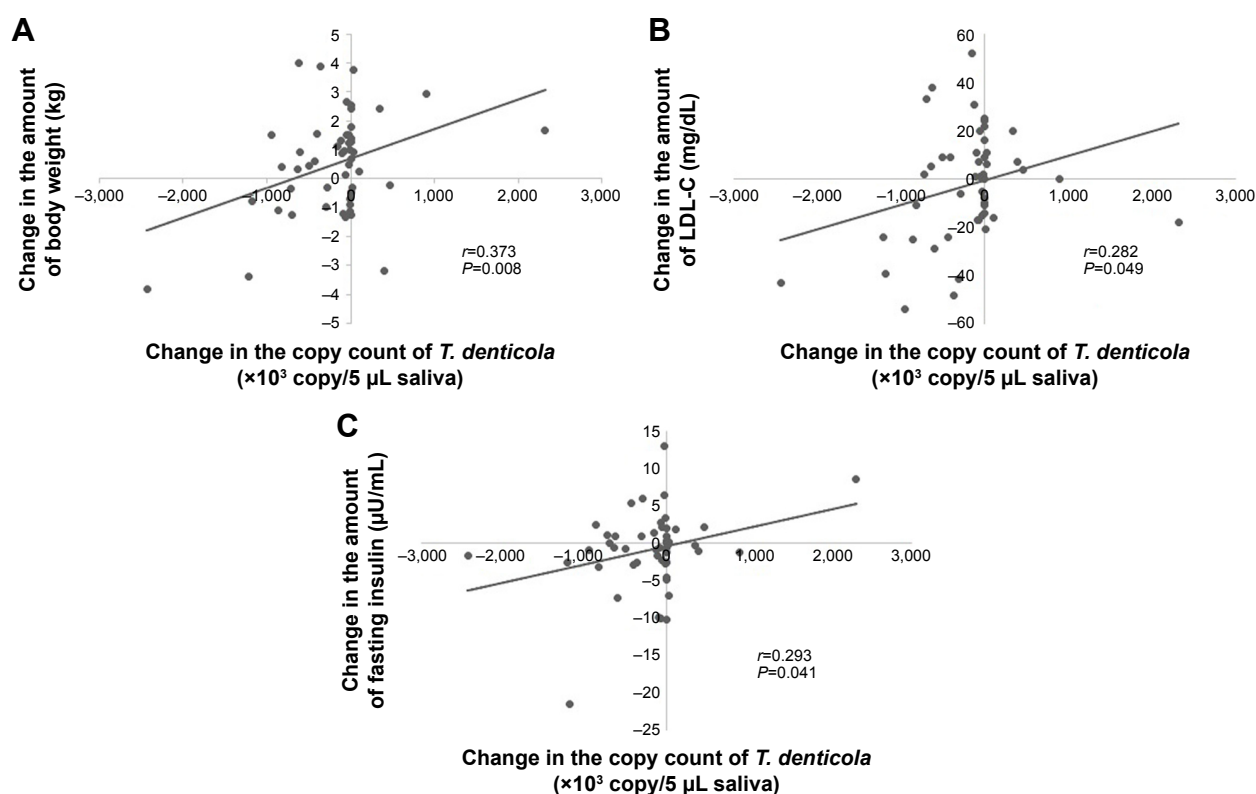 A
Change in the amount
of body weight (kg)
5
4
3
2
1
0
–1
–2
–3
–4
–5
–3,000
–2,000
–1,000
0
1,000
2,000
3,000
r=0.373
P=0.008
Change in the copy count of T. denticola
(×10³ copy/5 µL saliva)
B
Change in the amount
of LDL-C (mg/dL)
60
40
20
0
–20
–40
–60
–3,000
–2,000
–1,000
0
1,000
2,000
3,000
r=0.282
P=0.049
Change in the copy count of T. denticola
(×10³ copy/5 µL saliva)
C
Change in the amount
of fasting insulin (µU/mL)
15
10
5
0
–5
–10
–15
–20
–25
–3,000
–2,000
–1,000
0
1,000
2,000
3,000
r=0.293
P=0.041
Change in the copy count of T. denticola
(×10³ copy/5 µL saliva)